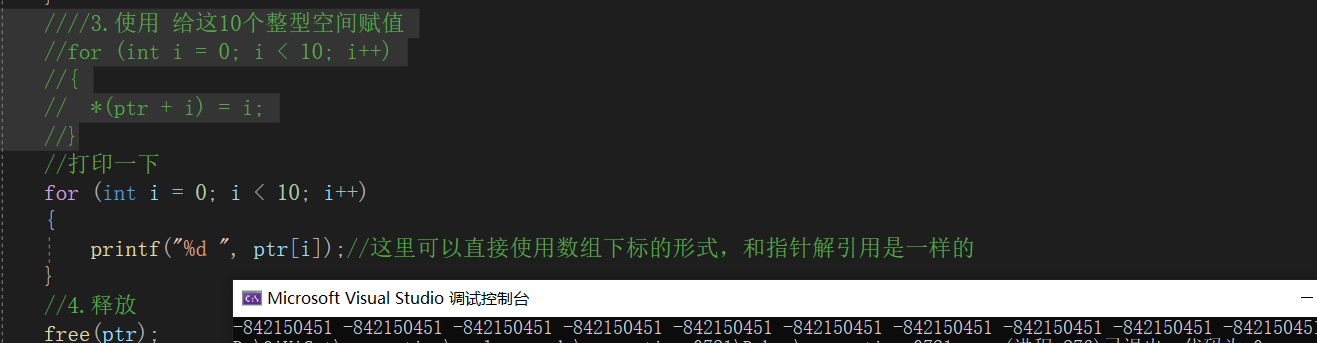 ////3.使用 给这10个整型空间赋值
//for (int i = 0; i < 10; i++)
//{
// *(ptr + i) = i;
//}
//打印一下
for (int i = 0; i < 10; i++)
{
printf("%d ", ptr[i]);//这里可以直接使用数组下标的形式，和指针解引用是一样的
}
//4.释放
free(ptr);
Microsoft Visual Studio 调试控制台
-842150451 -842150451 -842150451 -842150451 -842150451 -842150451 -842150451 -842150451 -842150451 -842150451